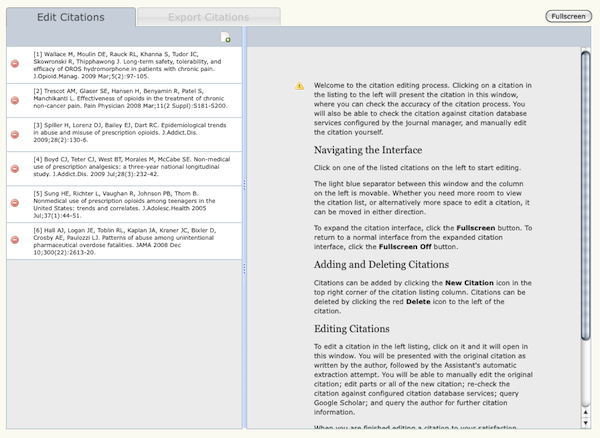 Edit Citations
Export Citations
Fullscreen
[1] Wallace M, Moulin DE, Rauck RL, Khanna S, Tudor IC,
Skowronski R, Thipphawong J. Long-term safety, tolerability, and
efficacy of OROS hydromorphone in patients with chronic pain.
J.Opioid.Manag. 2009 Mar;5(2):97-105.
[2] Trescot AM, Glaser SE, Hansen H, Benyamin R, Patel S,
Manchikanti L. Effectiveness of opioids in the treatment of chronic
non-cancer pain. Pain Physician 2008 Mar;11(2 Suppl):S181-S200.
[3] Spiller H, Lorenz DJ, Bailey EJ, Dart RC. Epidemiological trends
in abuse and misuse of prescription opioids. J.Addict.Dis.
2009;28(2):130-6.
[4] Boyd CJ, Teter CJ, West BT, Morales M, McCabe SE. Non-medical
use of prescription analgesics: a three-year national longitudinal
study. J.Addict.Dis. 2009 Jul;28(3):232-42.
[5] Sung HE, Richter L, Vaughan R, Johnson PB, Thom B.
Nonmedical use of prescription opioids among teenagers in the
United States: trends and correlates. J.Adolesc.Health 2005
Jul;37(1):44-51.
[6] Hall AJ, Logan JE, Toblin RL, Kaplan JA, Kraner JC, Bixler D,
Crosby AE, Paulozzi LJ. Patterns of abuse among unintentional
pharmaceutical overdose fatalities. JAMA 2008 Dec
10;300(22):2613-20.
Welcome to the citation editing process. Clicking on a citation in
the listing to the left will present the citation in this window,
where you can check the accuracy of the citation process. You
will also be able to check the citation against citation database
services configured by the journal manager, and manually edit
the citation yourself.
Navigating the Interface
Click on one of the listed citations on the left to start editing.
The light blue separator between this window and the column
on the left is movable. Whether you need more room to view
the citation list, or alternatively more space to edit a citation, it
can be moved in either direction.
To expand the citation interface, click the Fullscreen button. To
return to a normal interface from the expanded citation
interface, click the Fullscreen Off button.
Adding and Deleting Citations
Citations can be added by clicking the New Citation icon in the
top right corner of the citation listing column. Citations can be
deleted by clicking the red Delete icon to the left of the
citation.
Editing Citations
To edit a citation in the left listing, click on it and it will open in
this window. You will be presented with the original citation as
written by the author, followed by the Assistant's automatic
extraction attempt. You will be able to manually edit the original
citation; edit parts or all of the new citation; re-check the
citation against configured citation database services; query
Google Scholar; and query the author for further citation
information.
When you are finished editing a citation to your satisfaction,